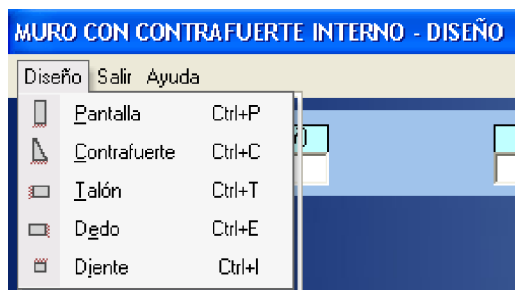 MURO CON CONTRAFUERTE INTERNO - DISEÑO
Diseño Salir Ayuda
Pantalla Ctrl+P
Contrafuerte Ctrl+C
Talón Ctrl+T
Dedo Ctrl+E
Diente Ctrl+I